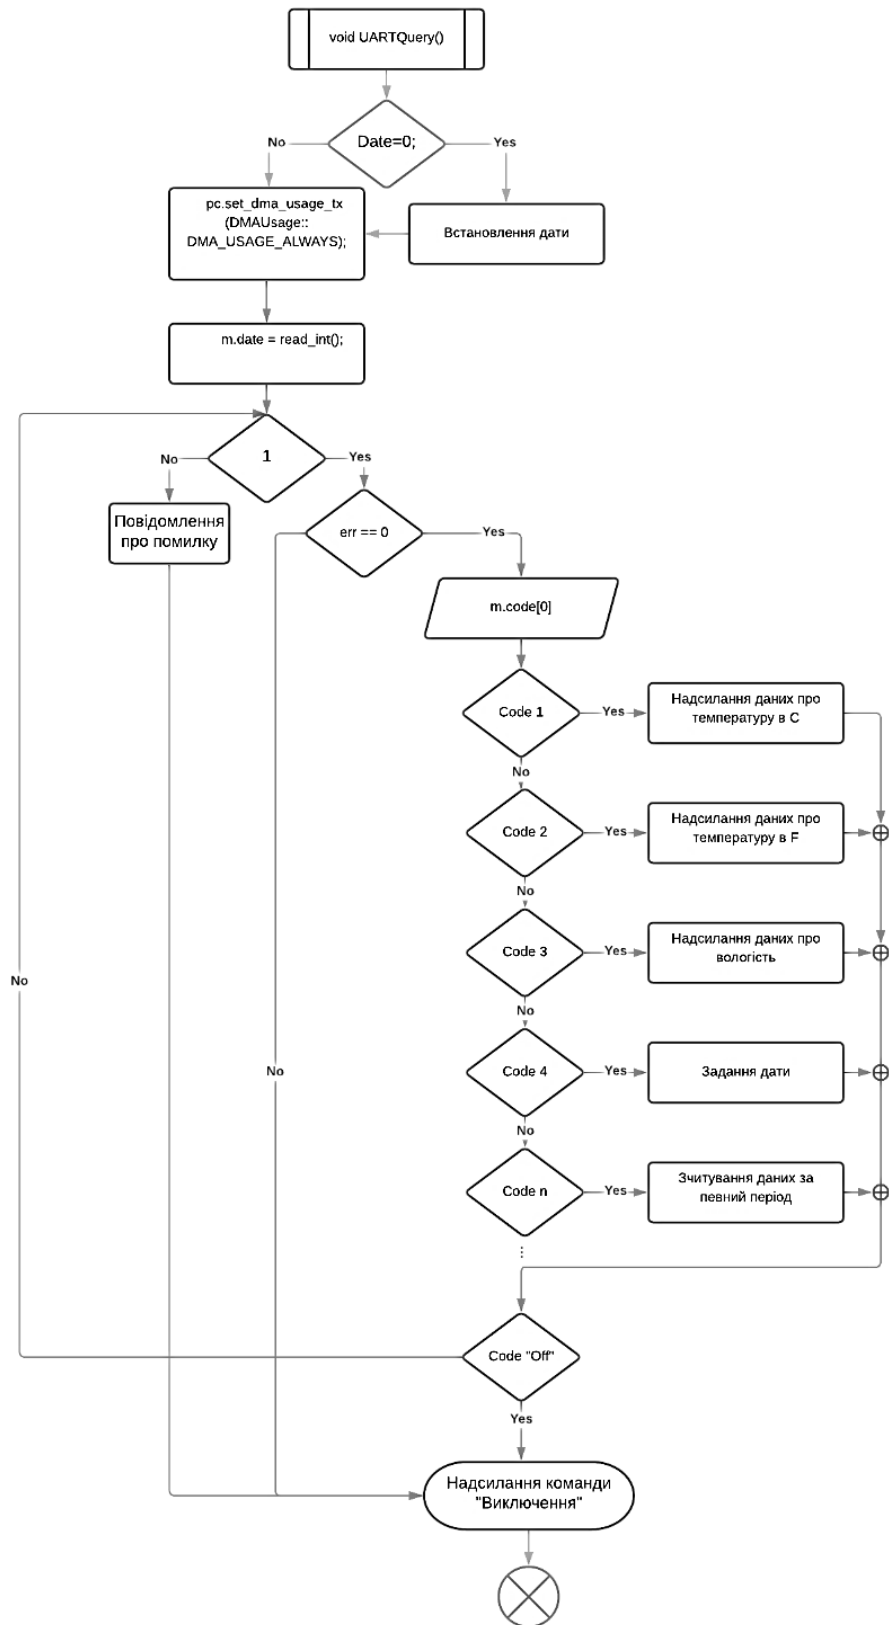 void UARTQuery()
Date=0;
No
Yes
pc.set_dma_usage_tx
(DMAUsage::
DMA_USAGE_ALWAYS);
Встановлення дати
m.date = read_int();
1
No
Yes
Повідомлення
про помилку
err == 0
Yes
m.code[0]
Code 1
Yes
Надсилання даних про
температуру в С
No
Code 2
Yes
Надсилання даних про
температуру в F
No
Code 3
Yes
Надсилання даних про
вологість
No
No
Code 4
Yes
Задання дати
No
No
Code n
Yes
Зчитування даних за
певний період
...
Code "Off"
Yes
Надсилання команди
"Виключення"